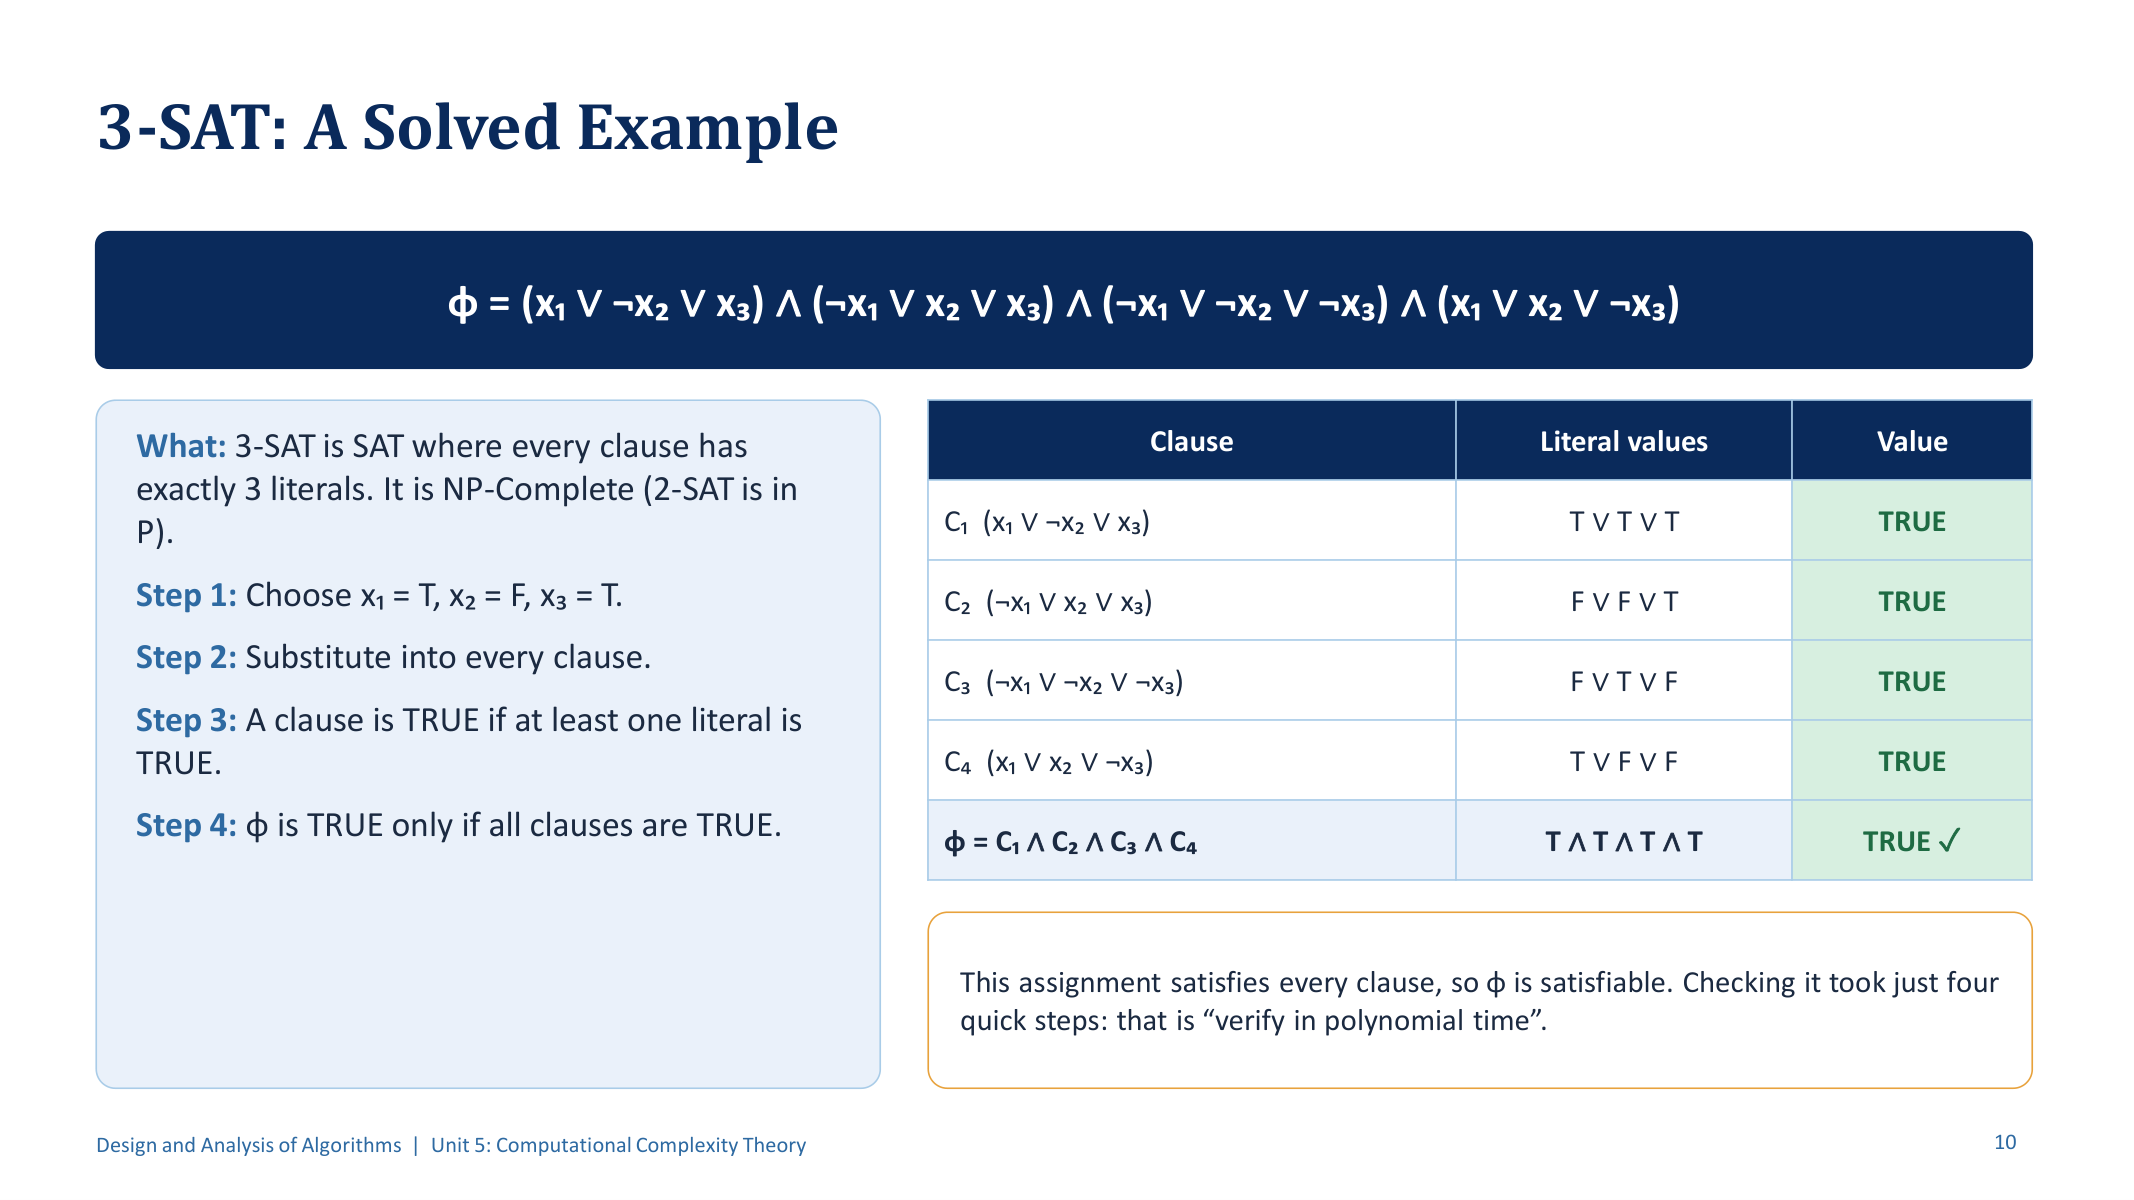 3-SAT: A Solved Example
ϕ = (x₁ ∨ ¬x₂ ∨ x₃) ∧ (¬x₁ ∨ x₂ ∨ x₃) ∧ (¬x₁ ∨ ¬x₂ ∨ ¬x₃) ∧ (x₁ ∨ x₂ ∨ ¬x₃)
What: 3-SAT is SAT where every clause has
exactly 3 literals. It is NP-Complete (2-SAT is in
P).
Step 1: Choose x₁ = T, x₂ = F, x₃ = T.
Step 2: Substitute into every clause.
Step 3: A clause is TRUE if at least one literal is
TRUE.
Step 4: ϕ is TRUE only if all clauses are TRUE.
Clause Literal values Value
C₁ (x₁ ∨ ¬x₂ ∨ x₃) T ∨ T ∨ T TRUE
C₂ (¬x₁ ∨ x₂ ∨ x₃) F ∨ F ∨ T TRUE
C₃ (¬x₁ ∨ ¬x₂ ∨ ¬x₃) F ∨ T ∨ F TRUE
C₄ (x₁ ∨ x₂ ∨ ¬x₃) T ∨ F ∨ F TRUE
ϕ = C₁ ∧ C₂ ∧ C₃ ∧ C₄ T ∧ T ∧ T ∧ T TRUE ✓
This assignment satisfies every clause, so ϕ is satisfiable. Checking it took just four
quick steps: that is “verify in polynomial time”.
Design and Analysis of Algorithms | Unit 5: Computational Complexity Theory
10